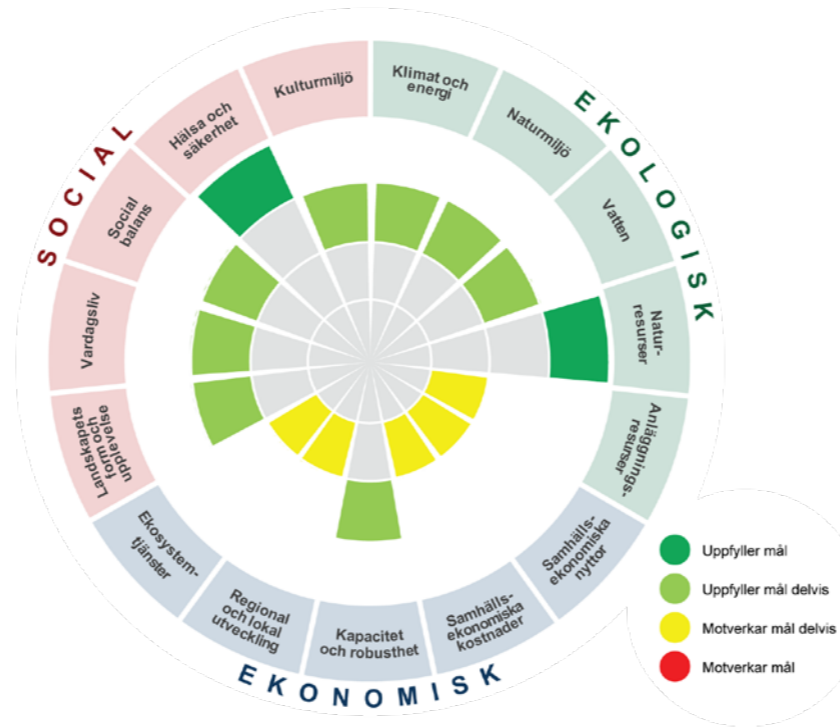 SOCIAL
EKOLOGISK
EKONOMISK
Kulturmiljö
Klimat och
energi
Naturmiljö
Vatten
Natur-
resurser
Anläggnings-
resurser
Samhälls-
ekonomiska
nyttor
Samhälls-
ekonomiska
kostnader
Kapacitet
och robusthet
Regional
och lokal
utveckling
Ekosystem-
tjänster
Landskapets
form och
upplevelse
Vardagsliv
Social
balans
Hälsa och
säkerhet
Uppfyller mål
Uppfyller mål delvis
Motverkar mål delvis
Motverkar mål